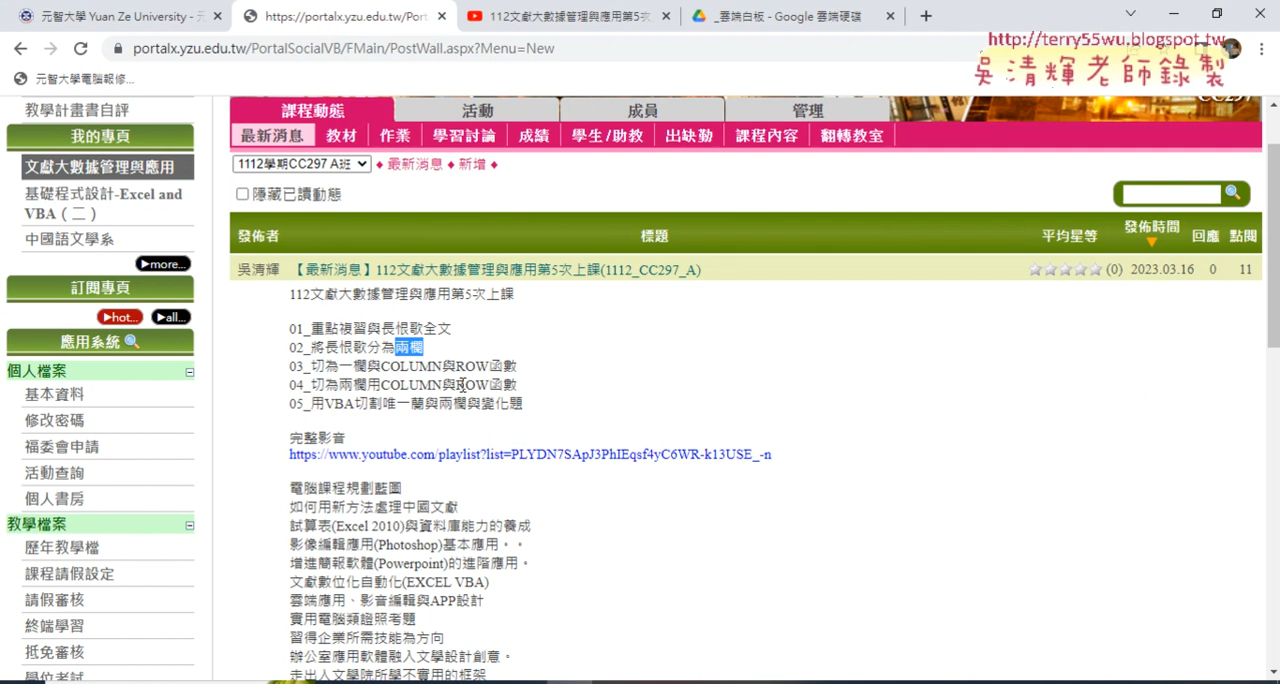 元智大學 Yuan Ze University - 元
https://portalx.yzu.edu.tw/Port
112文獻大數據管理與應用第5次
_雲端白板 - Google 雲端硬碟
portalx.yzu.edu.tw/PortalSocialVB/FMain/PostWall.aspx?Menu=New
http://terry55wu.blogspot.tw
元智大學電腦報修...
吳清輝老師錄製
教學計畫書自評
我的專頁
文獻大數據管理與應用
基礎程式設計-Excel and
VBA（二）
中國語文學系
▶more...
訂閱專頁
▶hot...
▶all...
應用系統
個人檔案
基本資料
修改密碼
福委會申請
活動查詢
個人書房
教學檔案
歷年教學檔
課程請假設定
請假審核
終端學習
抵免審核
學位考試
CC297
課程動態 活動 成員 管理
最新消息 教材 作業 學習討論 成績 學生/助教 出缺勤 課程內容 翻轉教室
1112學期CC297 A班 ♦ 最新消息 ♦ 新增 ♦
隱藏已讀動態
發佈者 標題 平均星等 發佈時間 回應 點閱
吳清輝 【最新消息】112文獻大數據管理與應用第5次上課(1112_CC297_A) (0) 2023.03.16 0 11
112文獻大數據管理與應用第5次上課
01_重點複習與長恨歌全文
02_將長恨歌分為兩欄
03_切為一欄與COLUMN與ROW函數
04_切為兩欄用COLUMN與ROW函數
05_用VBA切割唯一蘭與兩欄與變化題
完整影音
https://www.youtube.com/playlist?list=PLYDN7SApJ3PhIEqsf4yC6WR-k13USE_-n
電腦課程規劃藍圖
如何用新方法處理中國文獻
試算表(Excel 2010)與資料庫能力的養成
影像編輯應用(Photoshop)基本應用。。
增進簡報軟體(Powerpoint)的進階應用。
文獻數位化自動化(EXCEL VBA)
雲端應用、影音編輯與APP設計
實用電腦類證照考題
習得企業所需技能為方向
辦公室應用軟體融入文學設計創意。
走出人文學院所學不實用的框架